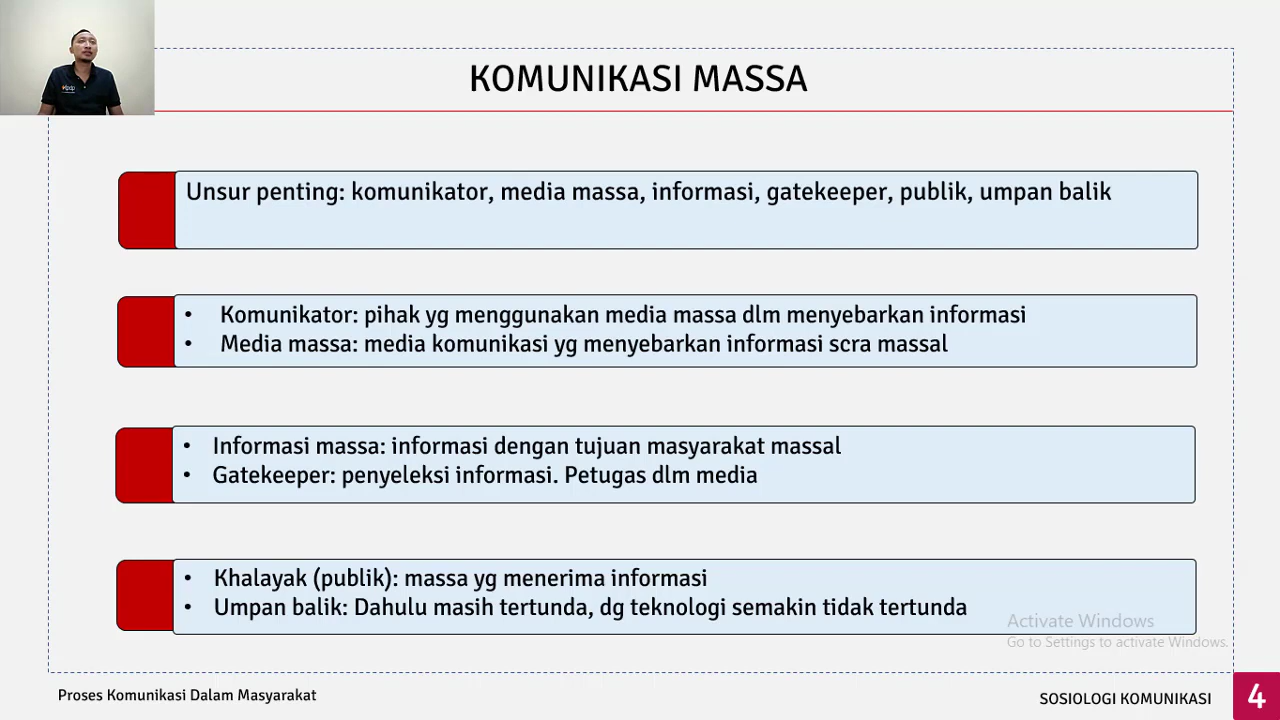 KOMUNIKASI MASSA
Unsur penting: komunikator, media massa, informasi, gatekeeper, publik, umpan balik
• Komunikator: pihak yg menggunakan media massa dlm menyebarkan informasi
• Media massa: media komunikasi yg menyebarkan informasi scra massal
• Informasi massa: informasi dengan tujuan masyarakat massal
• Gatekeeper: penyeleksi informasi. Petugas dlm media
• Khalayak (publik): massa yg menerima informasi
• Umpan balik: Dahulu masih tertunda, dg teknologi semakin tidak tertunda
Activate Windows
Go to Settings to activate Windows.
Proses Komunikasi Dalam Masyarakat
SOSIOLOGI KOMUNIKASI
4